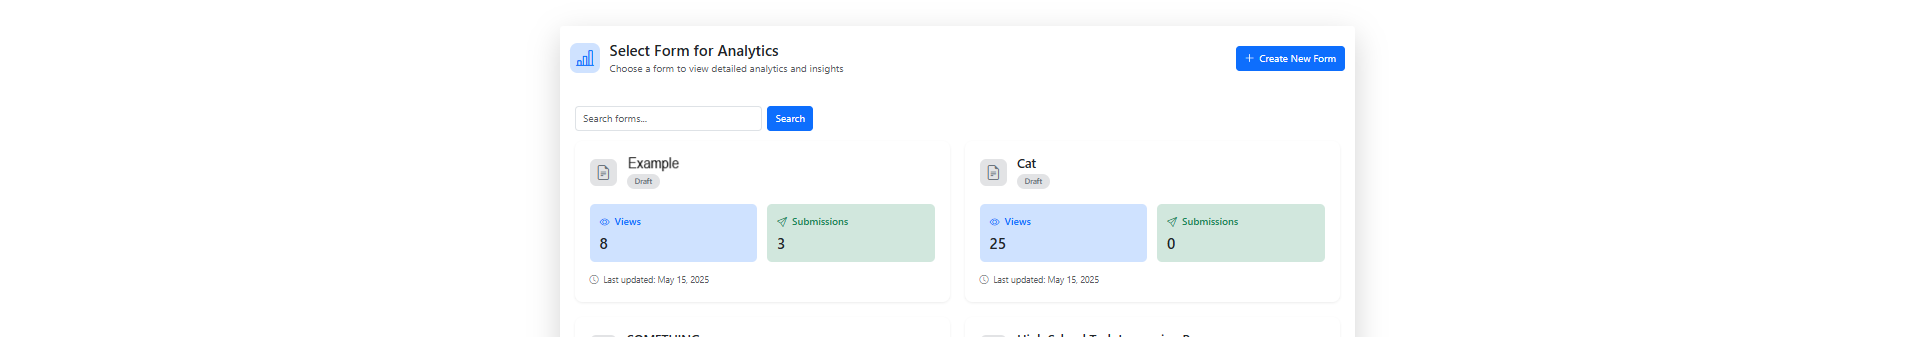 Select Form for Analytics
Choose a form to view detailed analytics and insights
Create New Form
Search forms...
Search
Example
Draft
Views
8
Submissions
3
Last updated: May 15, 2025
Cat
Draft
Views
25
Submissions
0
Last updated: May 15, 2025
SOMETHING